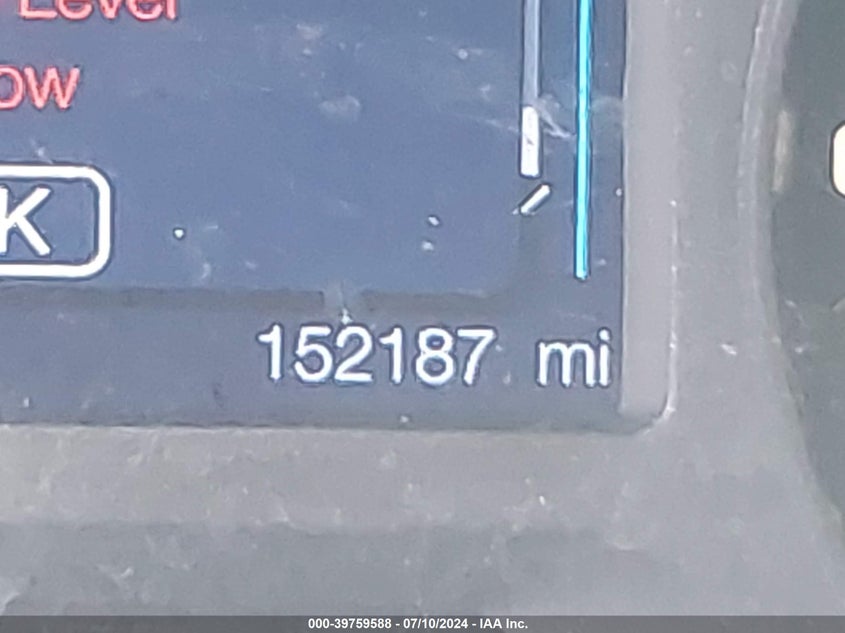 Level
ow
K
152187 mi
000-39759588 - 07/10/2024 - IAA Inc.